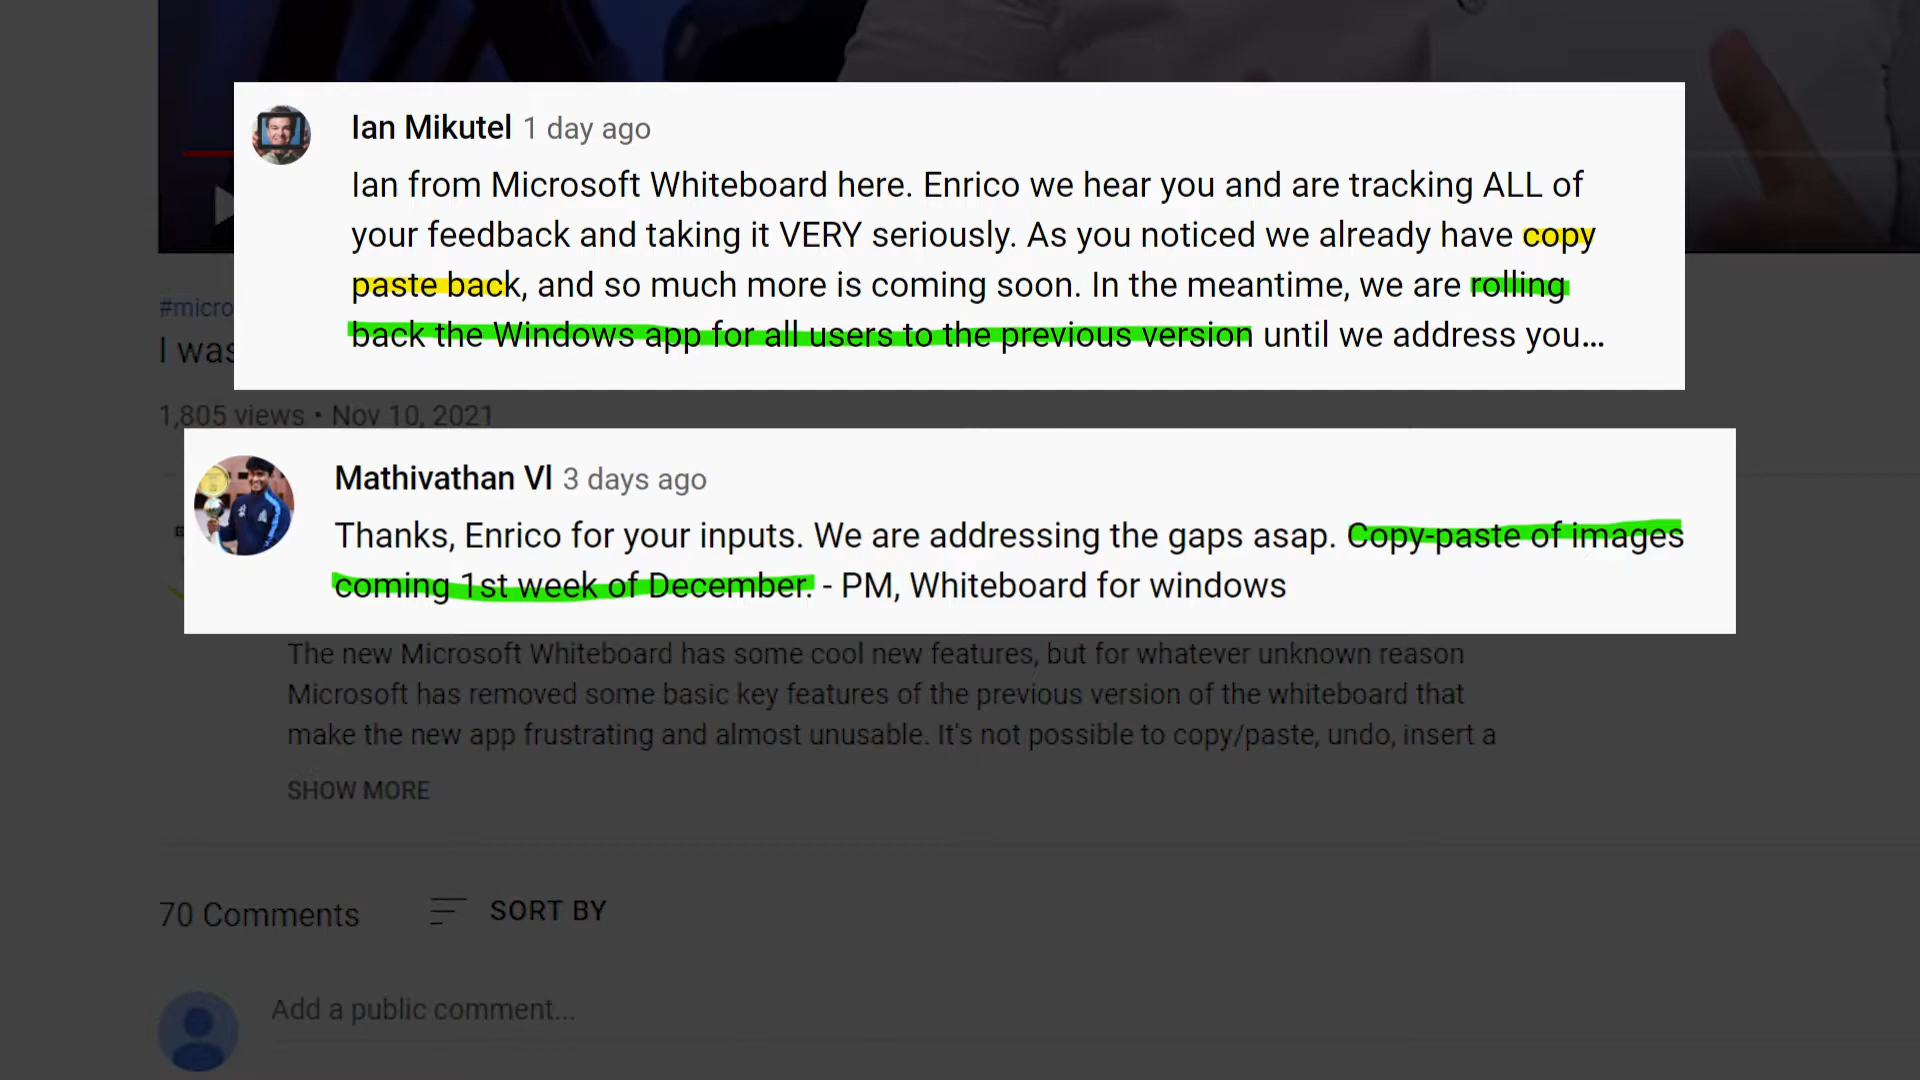 Ian Mikutel 1 day ago
Ian from Microsoft Whiteboard here. Enrico we hear you and are tracking ALL of
your feedback and taking it VERY seriously. As you noticed we already have copy
paste back, and so much more is coming soon. In the meantime, we are rolling
back the Windows app for all users to the previous version until we address you...
#micro
I was
1,805 views • Nov 10, 2021
Mathivathan Vl 3 days ago
Thanks, Enrico for your inputs. We are addressing the gaps asap. Copy-paste of images
coming 1st week of December. - PM, Whiteboard for windows
The new Microsoft Whiteboard has some cool new features, but for whatever unknown reason
Microsoft has removed some basic key features of the previous version of the whiteboard that
make the new app frustrating and almost unusable. It's not possible to copy/paste, undo, insert a
SHOW MORE
70 Comments SORT BY
Add a public comment...